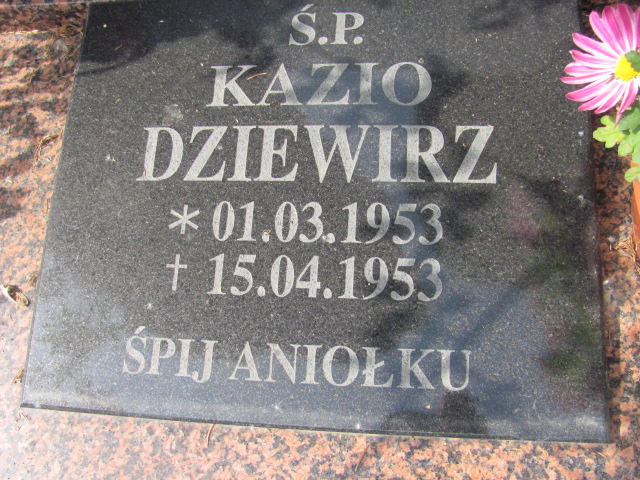 Ś.P.
KAZIO
DZIEWIRZ
* 01.03.1953
† 15.04.1953
ŚPIJ ANIOŁKU